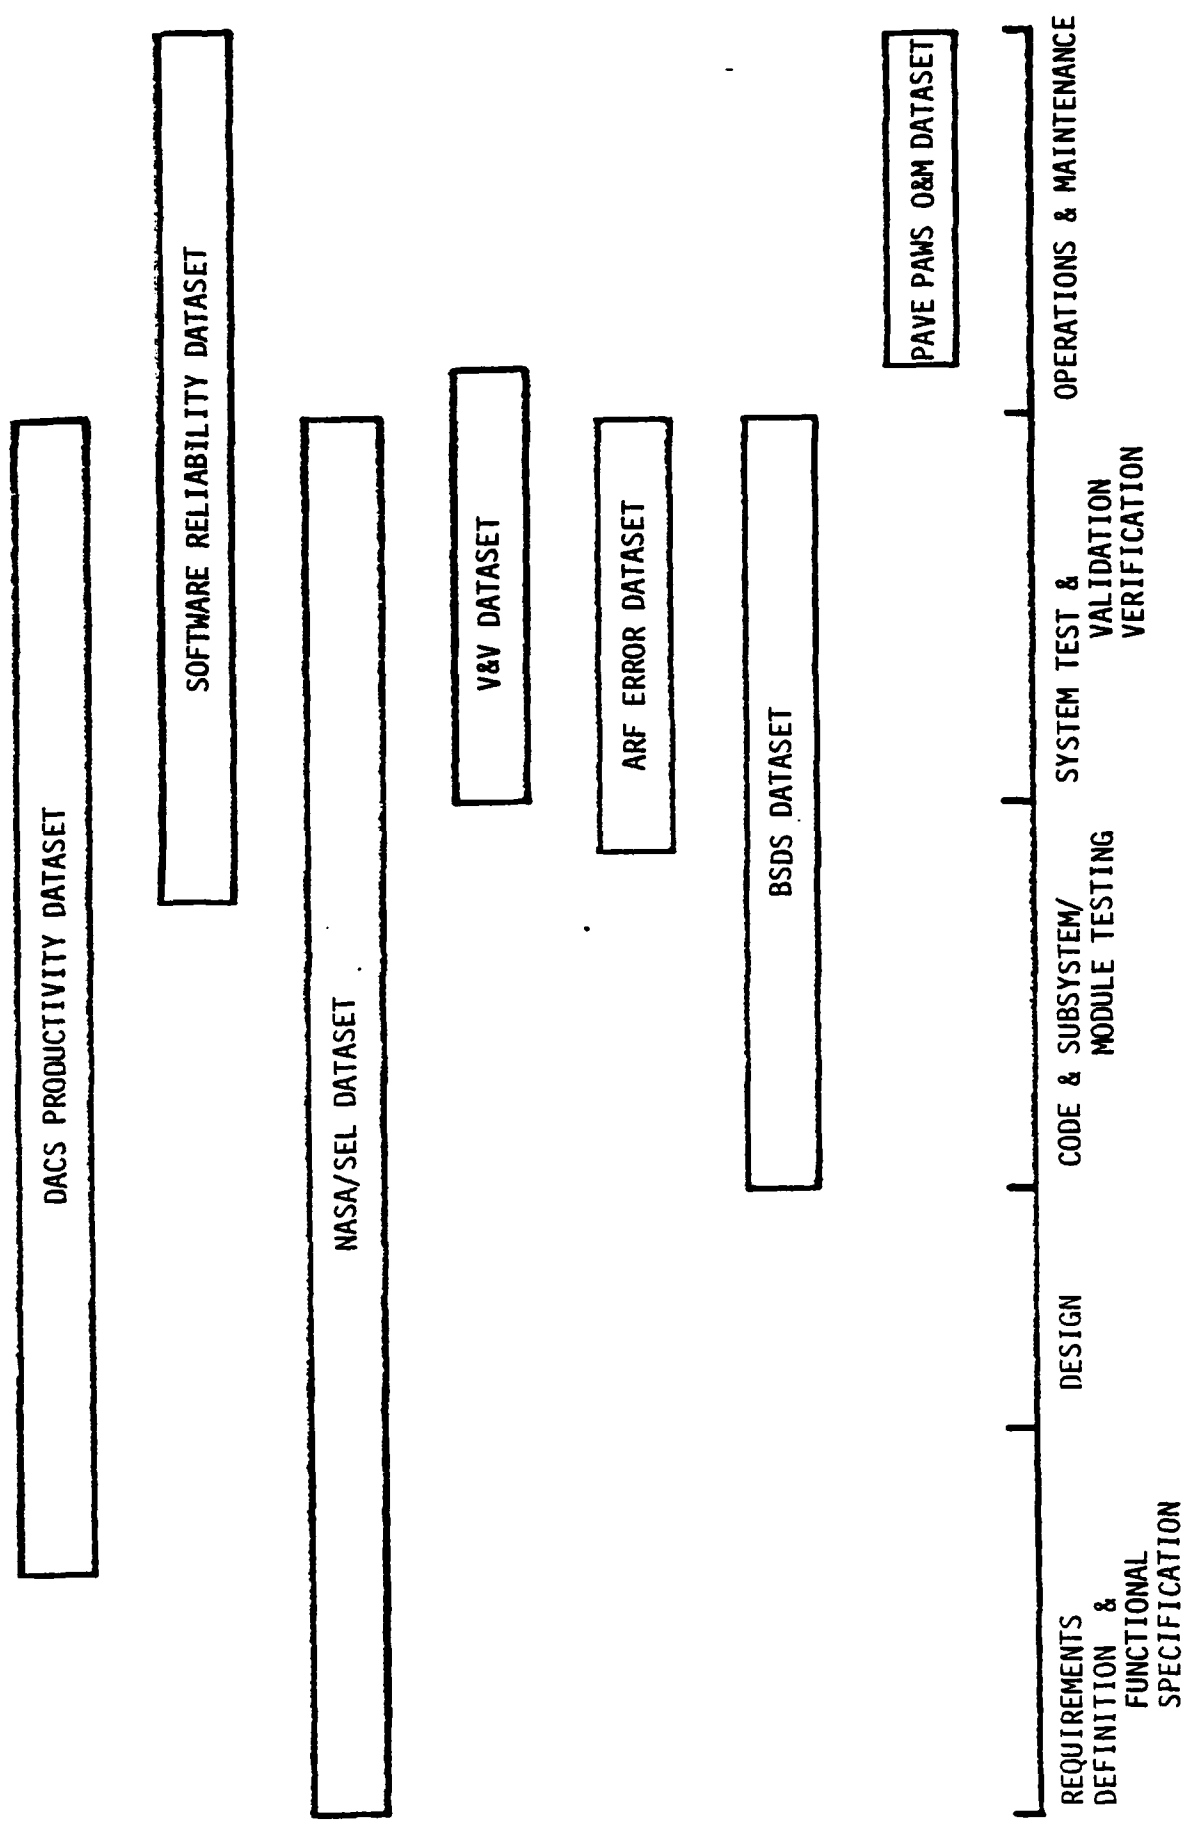 DACS PRODUCTIVITY DATASET
SOFTWARE RELIABILITY DATASET
NASA/SEL DATASET
V&V DATASET
ARF ERROR DATASET
BSDS DATASET
PAVE PAWS O&M DATASET
REQUIREMENTS
DEFINITION &
FUNCTIONAL
SPECIFICATION
DESIGN
CODE & SUBSYSTEM/
MODULE TESTING
SYSTEM TEST &
VALIDATION
VERIFICATION
OPERATIONS & MAINTENANCE